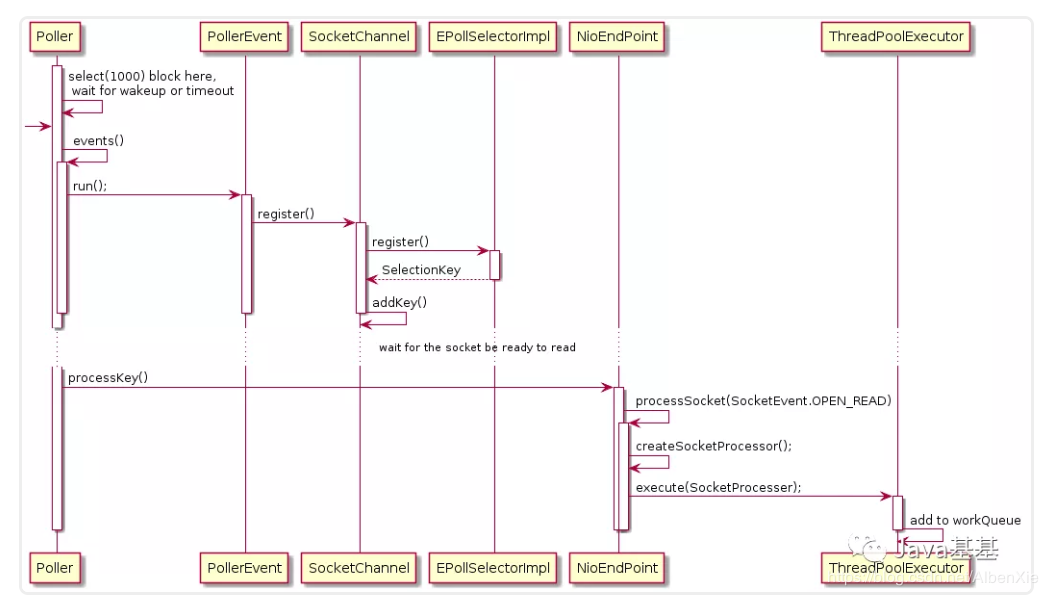 Poller PollerEvent SocketChannel EPollSelectorImpl NioEndPoint ThreadPoolExecutor
select(1000) block here,
wait for wakeup or timeout
events()
run();
register()
register()
SelectionKey
addKey()
wait for the socket be ready to read
processKey()
processSocket(SocketEvent.OPEN_READ)
createSocketProcessor();
execute(SocketProcesser);
add to workQueue
Java基基
Poller PollerEvent SocketChannel EPollSelectorImpl NioEndPoint ThreadPoolExecutor
https://blog.csdn.net/AlbenXie